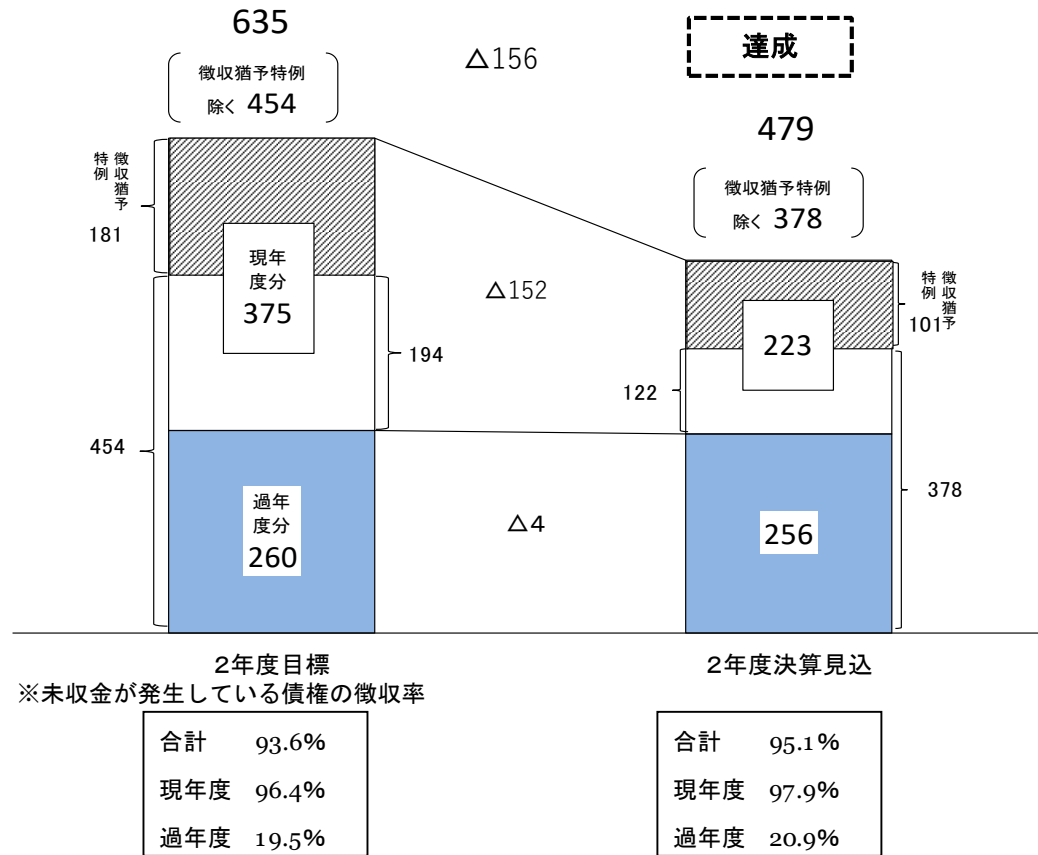 635
徴収猶予特例
除く 454
△156
達成
479
徴収猶予特例
除く 378
徴収猶予
特例
181
現年
度分
375
194
454
過年
度分
260
△152
△4
徴収猶予
特例
101
223
122
378
256
2年度目標
2年度決算見込
※未収金が発生している債権の徴収率
合計 93.6%
現年度 96.4%
過年度 19.5%
合計 95.1%
現年度 97.9%
過年度 20.9%